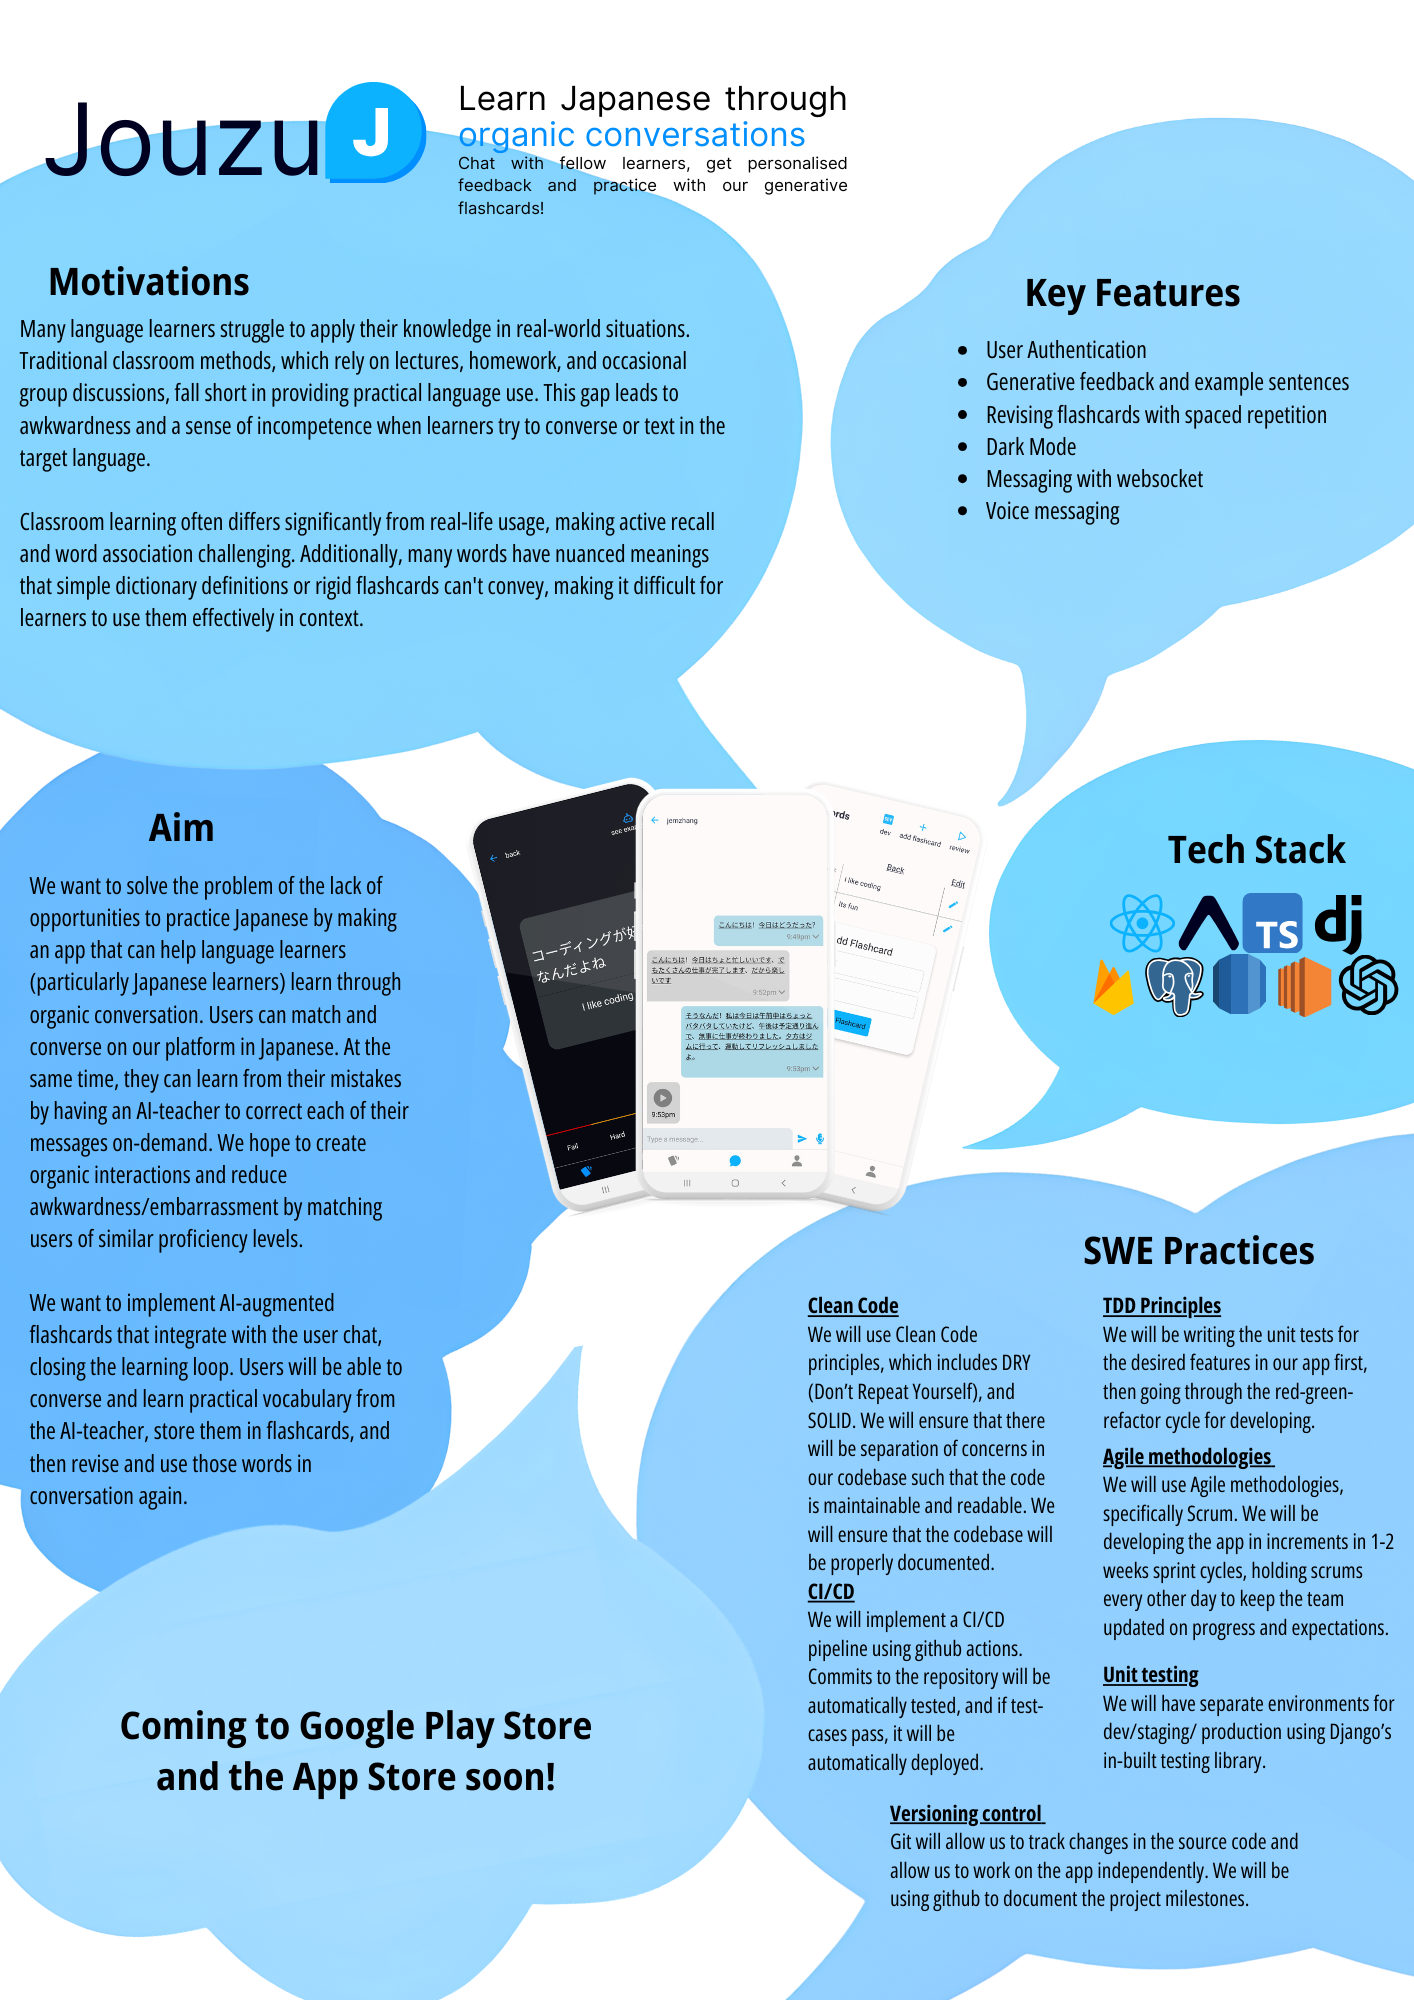 Jouzu
J
Learn Japanese through
organic conversations
Chat with fellow learners, get personalised
feedback and practice with our generative
flashcards!
Motivations
Many language learners struggle to apply their knowledge in real-world situations.
Traditional classroom methods, which rely on lectures, homework, and occasional
group discussions, fall short in providing practical language use. This gap leads to
awkwardness and a sense of incompetence when learners try to converse or text in the
target language.
Classroom learning often differs significantly from real-life usage, making active recall
and word association challenging. Additionally, many words have nuanced meanings
that simple dictionary definitions or rigid flashcards can't convey, making it difficult for
learners to use them effectively in context.
Key Features
User Authentication
Generative feedback and example sentences
Revising flashcards with spaced repetition
Dark Mode
Messaging with websocket
Voice messaging
Aim
We want to solve the problem of the lack of
opportunities to practice Japanese by making
an app that can help language learners
(particularly Japanese learners) learn through
organic conversation. Users can match and
converse on our platform in Japanese. At the
same time, they can learn from their mistakes
by having an AI-teacher to correct each of their
messages on-demand. We hope to create
organic interactions and reduce
awkwardness/embarrassment by matching
users of similar proficiency levels.
We want to implement AI-augmented
flashcards that integrate with the user chat,
closing the learning loop. Users will be able to
converse and learn practical vocabulary from
the AI-teacher, store them in flashcards, and
then revise and use those words in
conversation again.
back
see exa
コーディングが好
なんだよね
I like coding
Fail
Hard
jemzhang
こんにちは！今日はどうだった？
9:49pm
こんにちは！今日はちょっと忙しいいです、で
もたくさんの仕事が完了します、だから楽し
いです
9:52pm
そうなんだ！私は今日は午前中はちょっと
バタバタしていたけど、午後は予定通り進ん
で、無事に仕事が終わりました。夕方はジ
ムに行って、運動してリフレッシュしました
よ。
9:53pm
9:53pm
Type a message...
rds
dev
add flashcard
review
Back
Edit
I like coding
Its fun
dd Flashcard
Flashcard
Tech Stack
TS
dj
SWE Practices
Clean Code
We will use Clean Code
principles, which includes DRY
(Don’t Repeat Yourself), and
SOLID. We will ensure that there
will be separation of concerns in
our codebase such that the code
is maintainable and readable. We
will ensure that the codebase will
be properly documented.
CI/CD
We will implement a CI/CD
pipeline using github actions.
Commits to the repository will be
automatically tested, and if test-
cases pass, it will be
automatically deployed.
TDD Principles
We will be writing the unit tests for
the desired features in our app first,
then going through the red-green-
refactor cycle for developing.
Agile methodologies
We will use Agile methodologies,
specifically Scrum. We will be
developing the app in increments in 1-2
weeks sprint cycles, holding scrums
every other day to keep the team
updated on progress and expectations.
Unit testing
We will have separate environments for
dev/staging/ production using Django’s
in-built testing library.
Versioning control
Git will allow us to track changes in the source code and
allow us to work on the app independently. We will be
using github to document the project milestones.
Coming to Google Play Store
and the App Store soon!